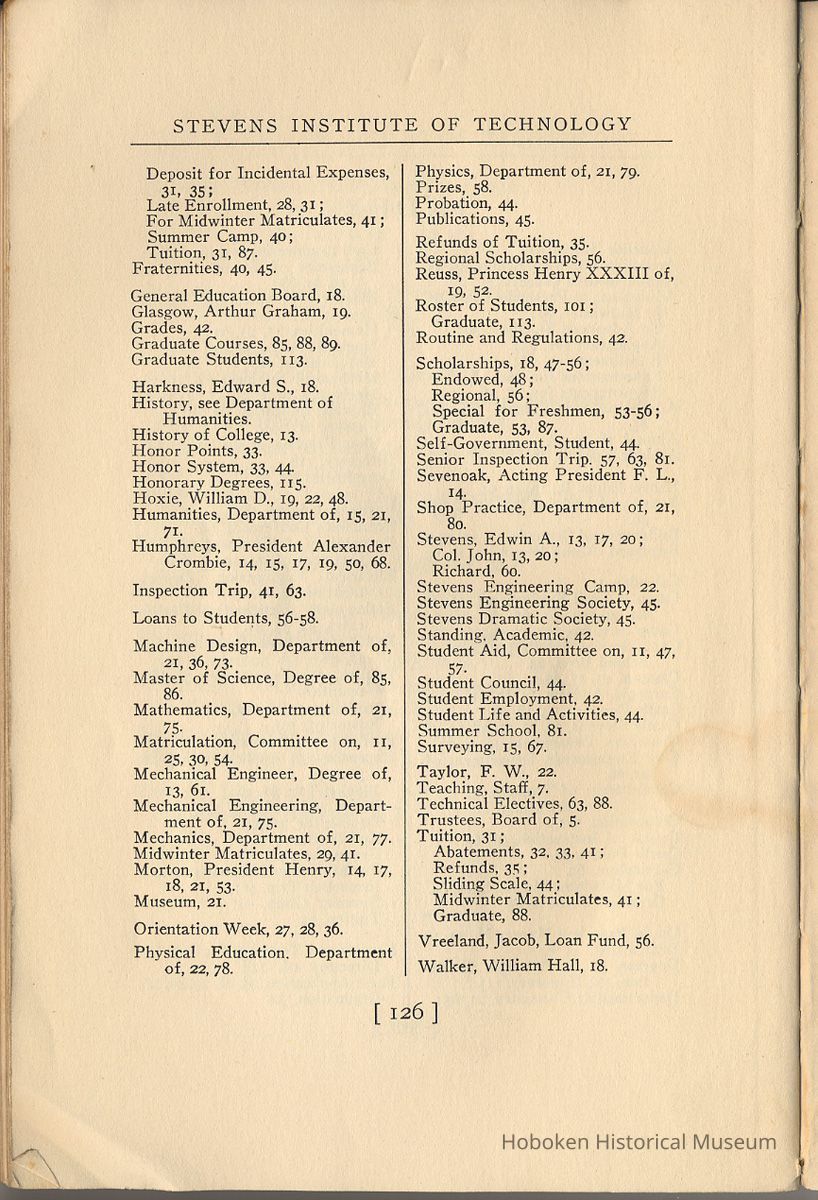 STEVENS INSTITUTE OF TECHNOLOGY
Deposit for Incidental Expenses,
31, 35;
Late Enrollment, 28, 31;
For Midwinter Matriculates, 41;
Summer Camp, 40;
Tuition, 31, 87.
Fraternities, 40, 45.
General Education Board, 18.
Glasgow, Arthur Graham, 19.
Grades, 42.
Graduate Courses, 85, 88, 89.
Graduate Students, 113.
Harkness, Edward S., 18.
History, see Department of
Humanities.
History of College, 13.
Honor Points, 33.
Honor System, 33, 44.
Honorary Degrees, 115.
Hoxie, William D., 19, 22, 48.
Humanities, Department of, 15, 21,
71.
Humphreys, President Alexander
Crombie, 14, 15, 17, 19, 50, 68.
Inspection Trip, 41, 63.
Loans to Students, 56-58.
Machine Design, Department of,
21, 36, 73.
Master of Science, Degree of, 85,
86.
Mathematics, Department of, 21,
75.
Matriculation, Committee on, 11,
25, 30, 54.
Mechanical Engineer, Degree of,
13, 61.
Mechanical Engineering, Depart-
ment of, 21, 75.
Mechanics, Department of, 21, 77.
Midwinter Matriculates, 29, 41.
Morton, President Henry, 14, 17,
18, 21, 53.
Museum, 21.
Orientation Week, 27, 28, 36.
Physical Education. Department
of, 22, 78.
Physics, Department of, 21, 79.
Prizes, 58.
Probation, 44.
Publications, 45.
Refunds of Tuition, 35.
Regional Scholarships, 56.
Reuss, Princess Henry XXXIII of,
19, 52.
Roster of Students, 101;
Graduate, 113.
Routine and Regulations, 42.
Scholarships, 18, 47-56;
Endowed, 48;
Regional, 56;
Special for Freshmen, 53-56;
Graduate, 53, 87.
Self-Government, Student, 44.
Senior Inspection Trip. 57, 63, 81.
Sevenoak, Acting President F. L.,
14.
Shop Practice, Department of, 21,
80.
Stevens, Edwin A., 13, 17, 20;
Col. John, 13, 20;
Richard, 60.
Stevens Engineering Camp, 22.
Stevens Engineering Society, 45.
Stevens Dramatic Society, 45.
Standing. Academic, 42.
Student Aid, Committee on, 11, 47,
57.
Student Council, 44.
Student Employment, 42.
Student Life and Activities, 44.
Summer School, 81.
Surveying, 15, 67.
Taylor, F. W., 22.
Teaching, Staff, 7.
Technical Electives, 63, 88.
Trustees, Board of, 5.
Tuition, 31;
Abatements, 32, 33, 41;
Refunds, 35;
Sliding Scale, 44;
Midwinter Matriculates, 41;
Graduate, 88.
Vreeland, Jacob, Loan Fund, 56.
Walker, William Hall, 18.
[ 126 ]
Hoboken Historical Museum